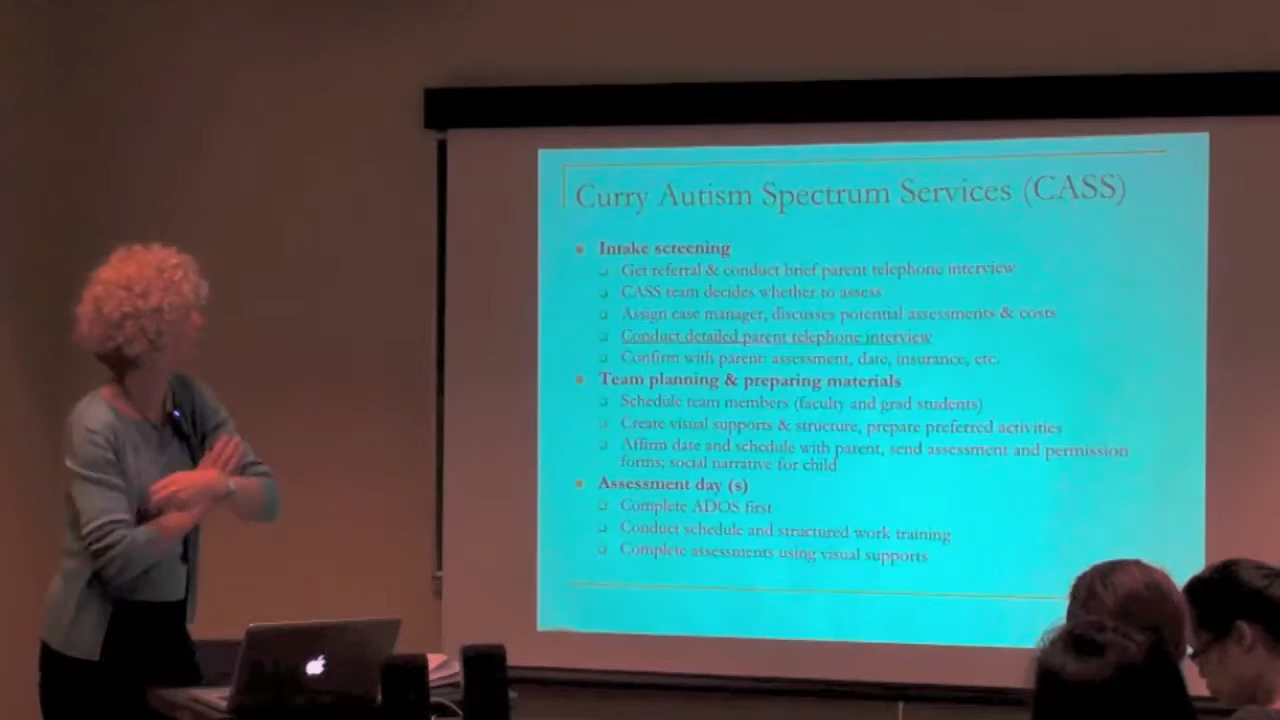 Curry Autism Spectrum Services (CASS)
Intake screening
Get referral & conduct brief parent telephone interview
CASS team decides whether to assess
Assign case manager, discusses potential assessments & costs
Conduct detailed parent telephone interview
Confirm with parent: assessment, date, insurance, etc.
Team planning & preparing materials
Schedule team members (faculty and grad students)
Create visual supports & structure, prepare preferred activities
Affirm date and schedule with parent, send assessment and permission
forms; social narrative for child
Assessment day (s)
Complete ADOS first
Conduct schedule and structured work training
Complete assessments using visual supports